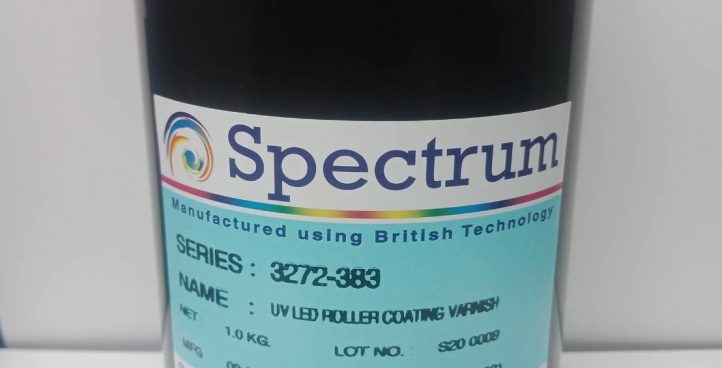 Spectrum
Manufactured using British Technology
SERIES : 3272-383
NAME : UV LED ROLLER COATING VARNISH
NET : 1.0 KG. LOT NO. S20 0009
MFG